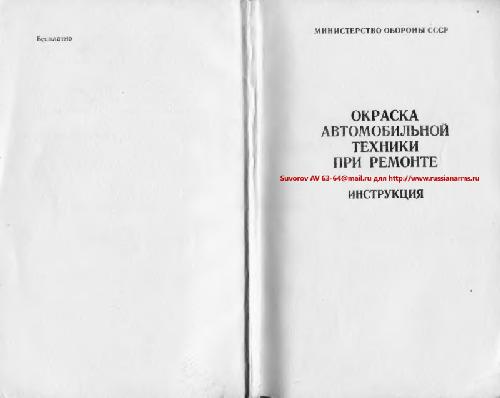 Бесплатно
МИНИСТЕРСТВО ОБОРОНЫ СССР
ОКРАСКА
АВТОМОБИЛЬНОЙ
ТЕХНИКИ
ПРИ РЕМОНТЕ
Suvorov AV 63-64@mail.ru для http://www.russianarms.ru
ИНСТРУКЦИЯ